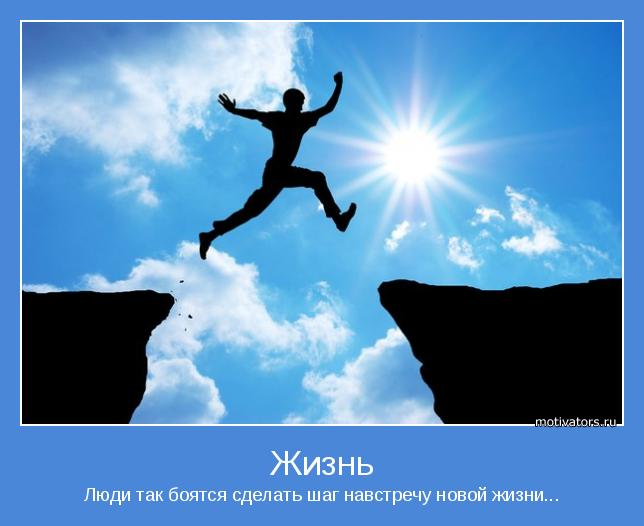 motivators.ru
Жизнь
Люди так боятся сделать шаг навстречу новой жизни...